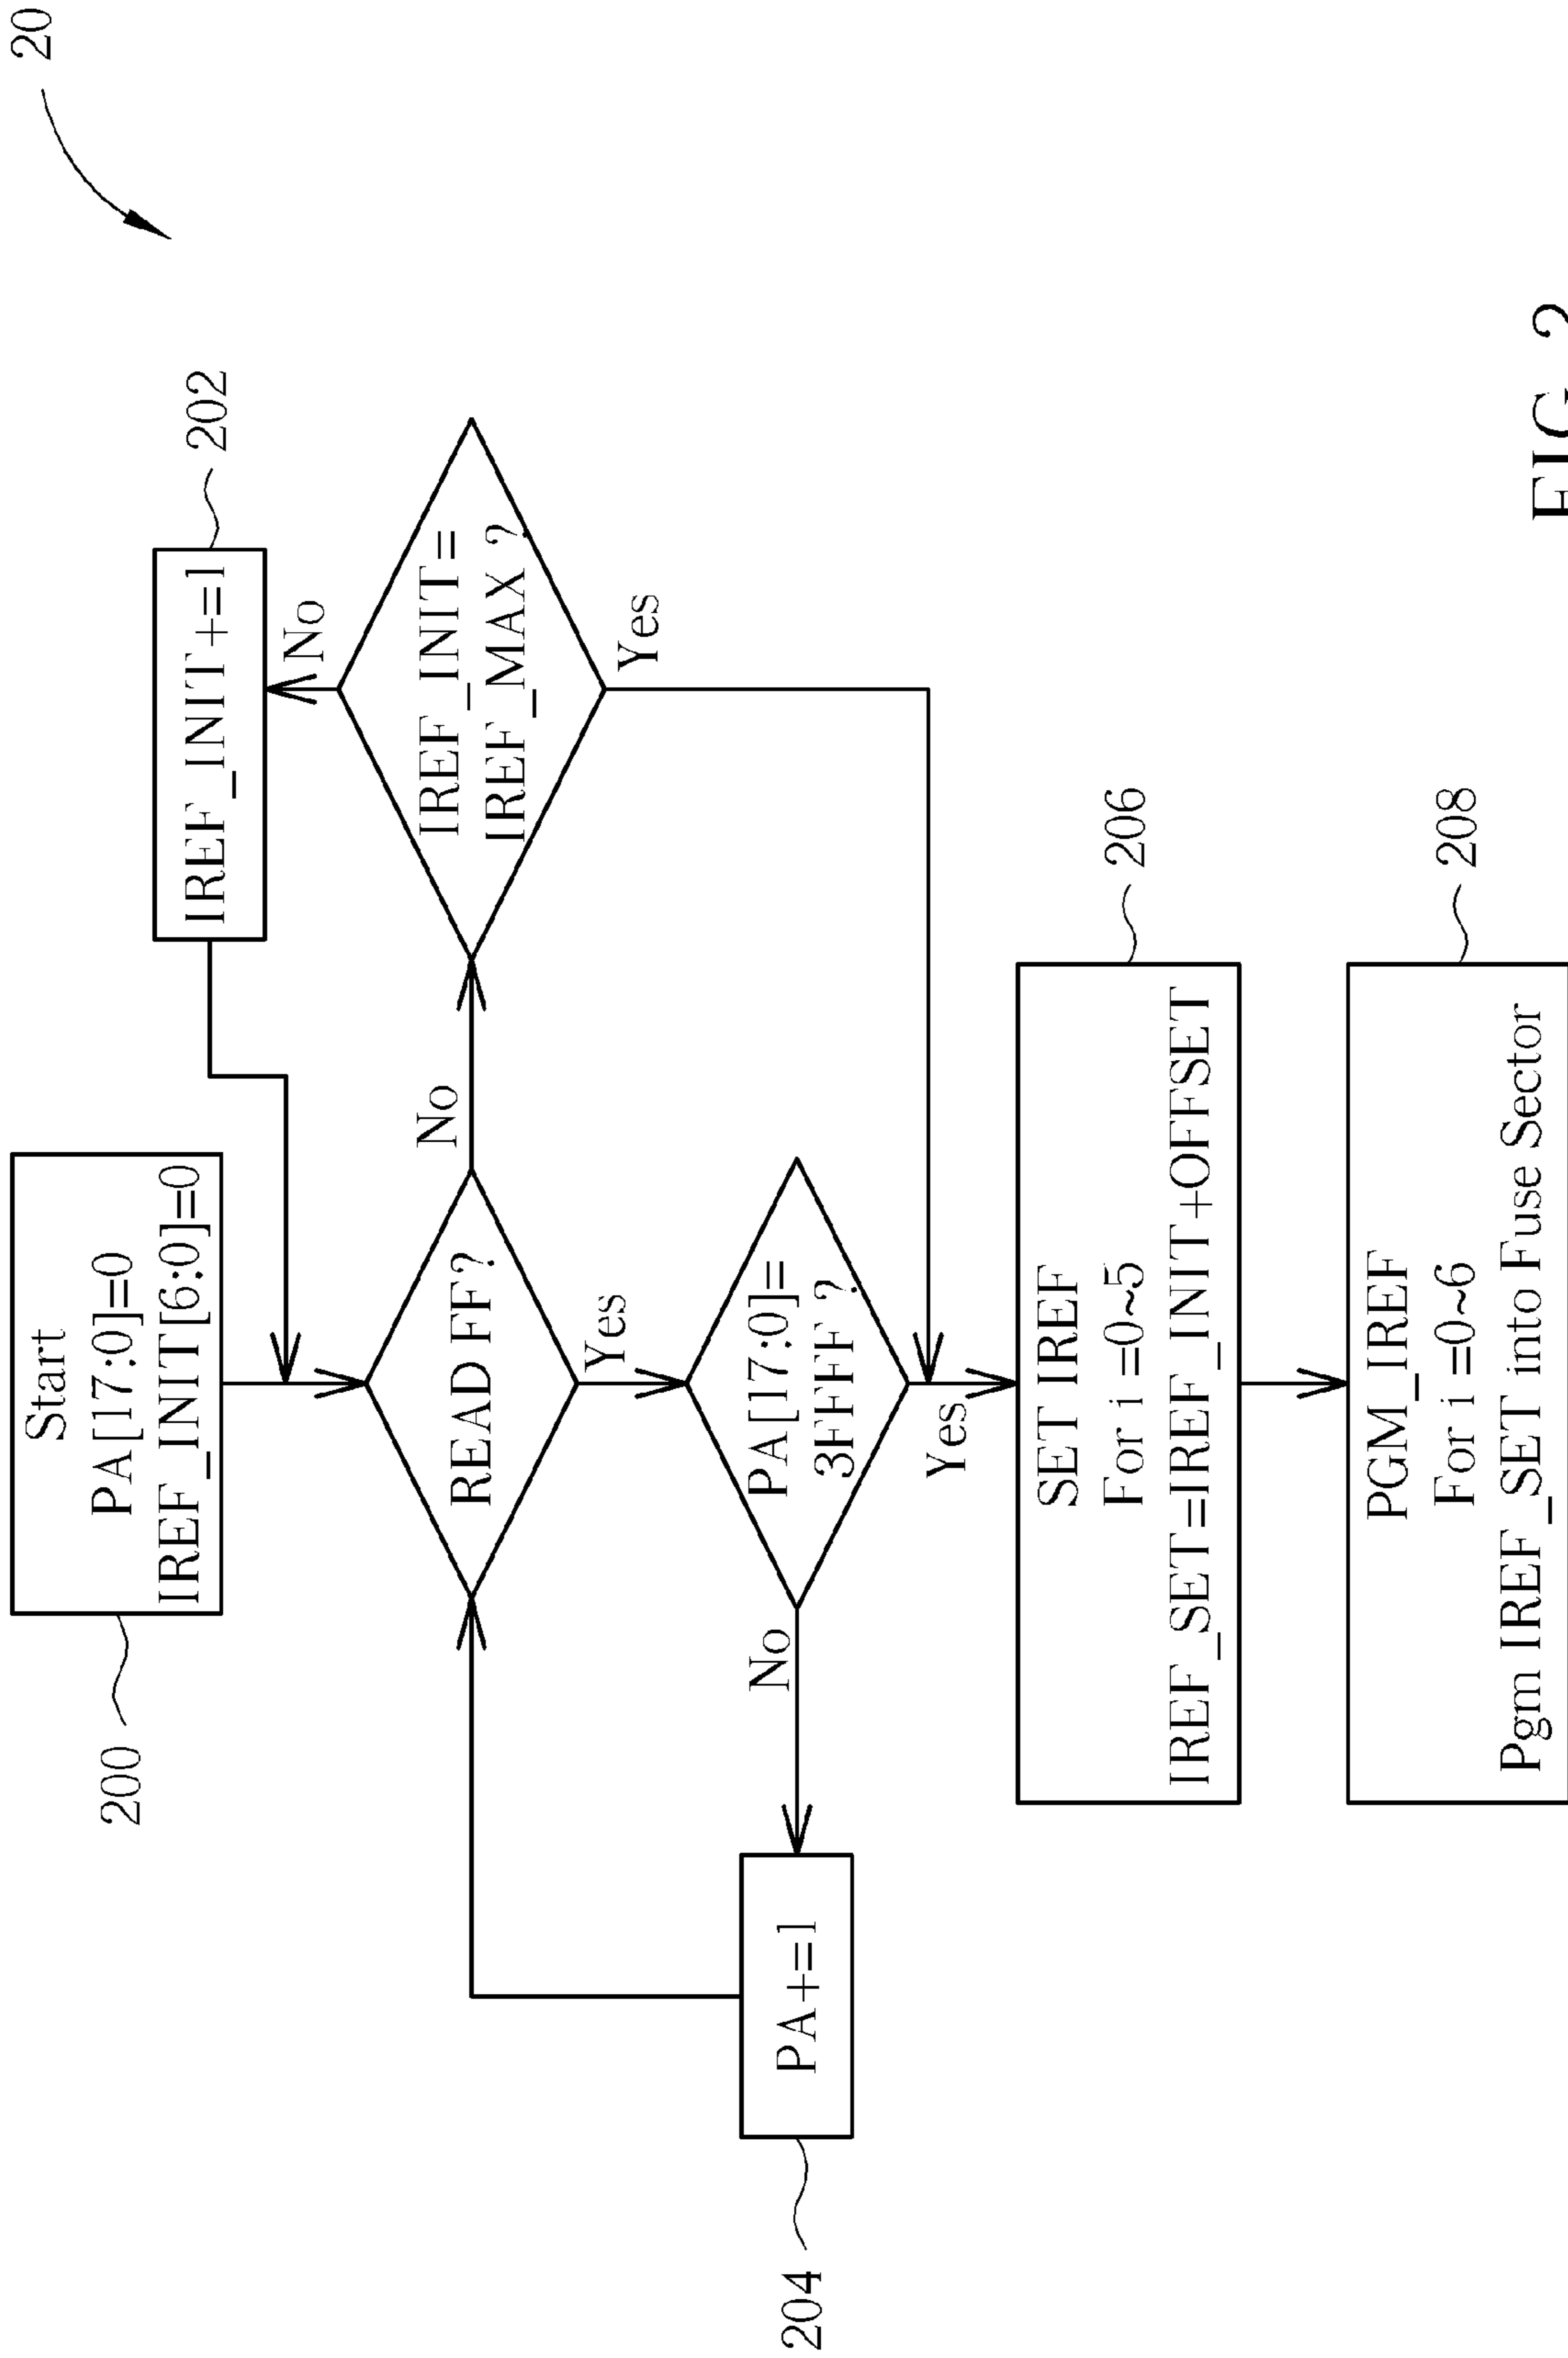 20
Start
PA[17:0]=0
IREF_INIT[6:0]=0
200
IREF_INIT+=1
202
No
READ FF?
No
IREF_INIT=
IREF_MAX ?
Yes
Yes
PA[17:0]=
3FFFF ?
No
PA+=1
204
Yes
SET IREF
For i =0~5
IREF_SET=IREF_INIT+OFFSET
206
PGM_IREF
For i =0~6
Pgm IREF_SET into Fuse Sector
208
FIG. 2